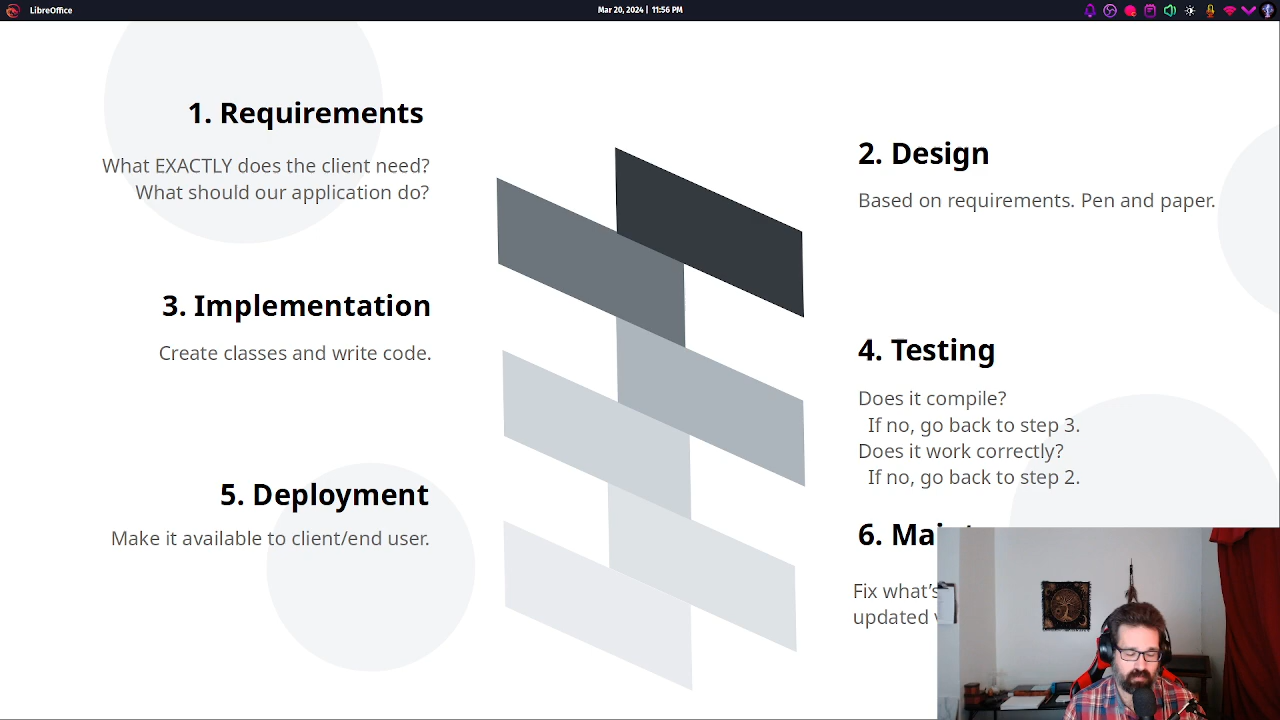 LibreOffice
Mar 20, 2024 | 11:56 PM
1. Requirements
What EXACTLY does the client need?
What should our application do?
2. Design
Based on requirements. Pen and paper.
3. Implementation
Create classes and write code.
4. Testing
Does it compile?
If no, go back to step 3.
Does it work correctly?
If no, go back to step 2.
5. Deployment
Make it available to client/end user.
6.
Fix what's
updated